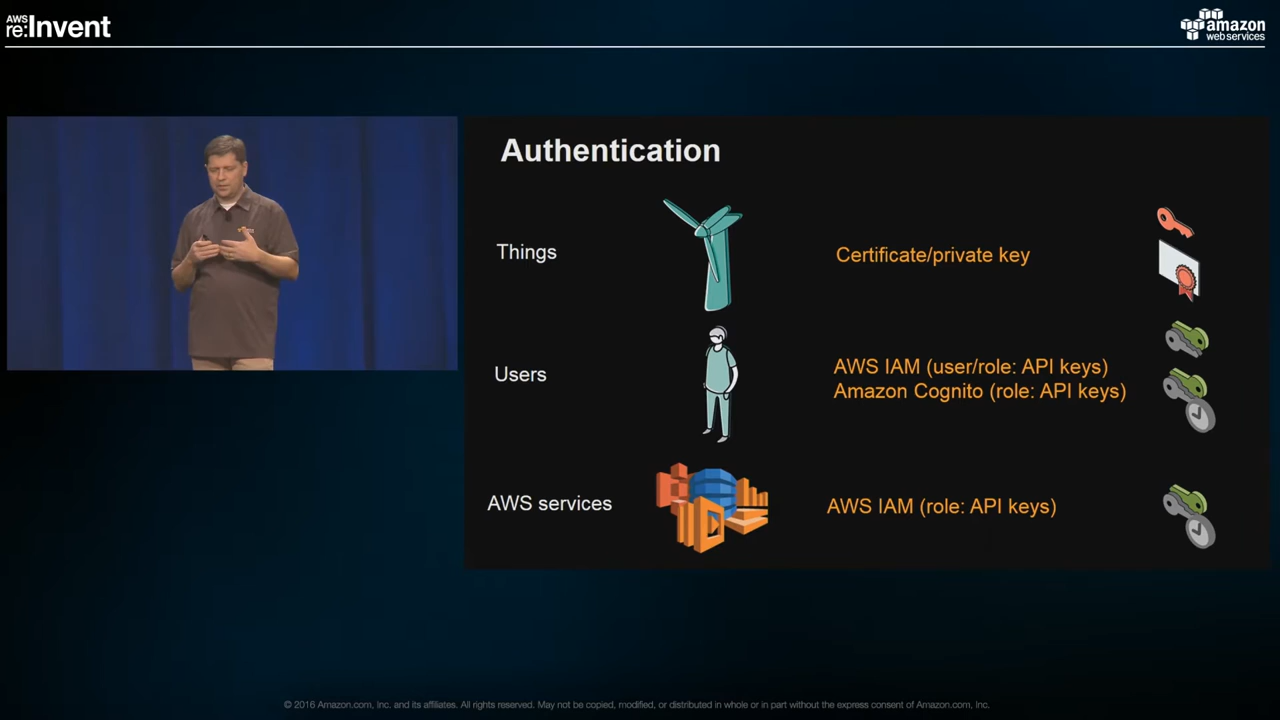 AWS
re:Invent
amazon
web services
Authentication
Things
Certificate/private key
Users
AWS IAM (user/role: API keys)
Amazon Cognito (role: API keys)
AWS services
AWS IAM (role: API keys)
© 2016 Amazon.com, Inc. and its affiliates. All rights reserved. May not be copied, modified, or distributed in whole or in part without the express consent of Amazon.com, Inc.